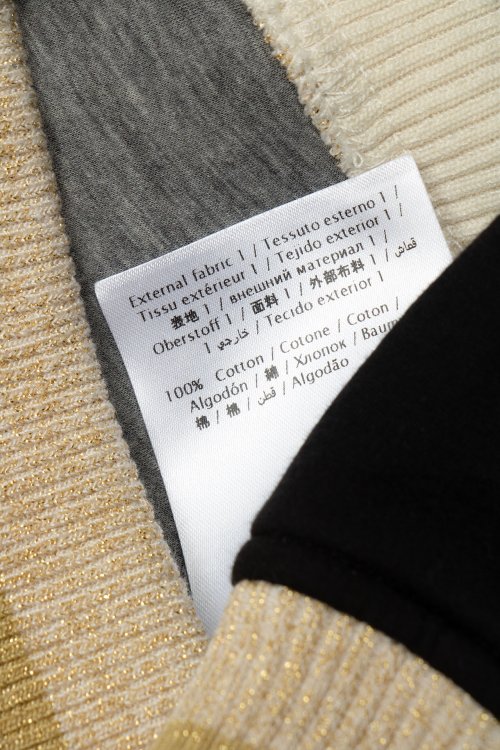 External fabric 1 / Tessuto esterno 1 /
Tissu extérieur 1 / Tejido exterior 1 /
表地 1 / внешний материал 1 /
Oberstoff 1 / 面料 1 / 外部布料 1 / قماش
خارجي 1 / Tecido exterior 1
100% Cotton / Cotone / Coton /
Algodón / 綿 / Хлопок / Baum
棉 / 棉 / قطن / Algodão